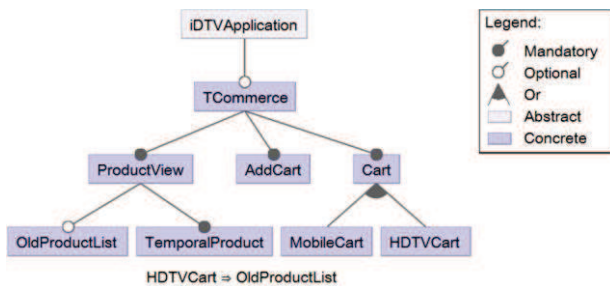 iDTVApplication
Legend:
Mandatory
Optional
Or
Abstract
Concrete
TCommerce
ProductView
AddCart
Cart
OldProductList
TemporalProduct
MobileCart
HDTVCart
HDTVCart ⇒ OldProductList